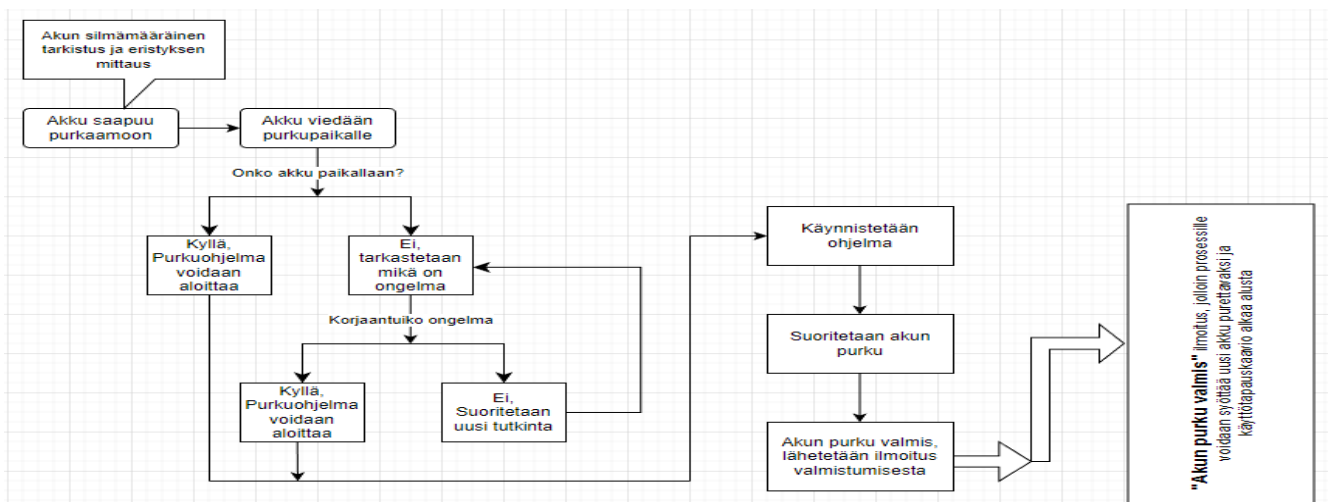 Akun silmämääräinen
tarkistus ja eristyksen
mittaus
Akku saapuu
purkaamoon
Akku viedään
purkupaikalle
Onko akku paikallaan?
Kyllä,
Purkuohjelma
voidaan
aloittaa
Ei,
tarkastetaan
mikä on
ongelma
Korjaantuiko ongelma
Kyllä,
Purkuohjelma
voidaan
aloittaa
Ei,
Suoritetaan
uusi tutkinta
Käynnistetään
ohjelma
Suoritetaan akun
purku
Akun purku valmis,
lähetetään ilmoitus
valmistumisesta
"Akun purku valmis" ilmoitus, jolloin prosessille
voidaan syöttää uusi akku purettavaksi ja
käyttötapauskaavio alkaa alusta